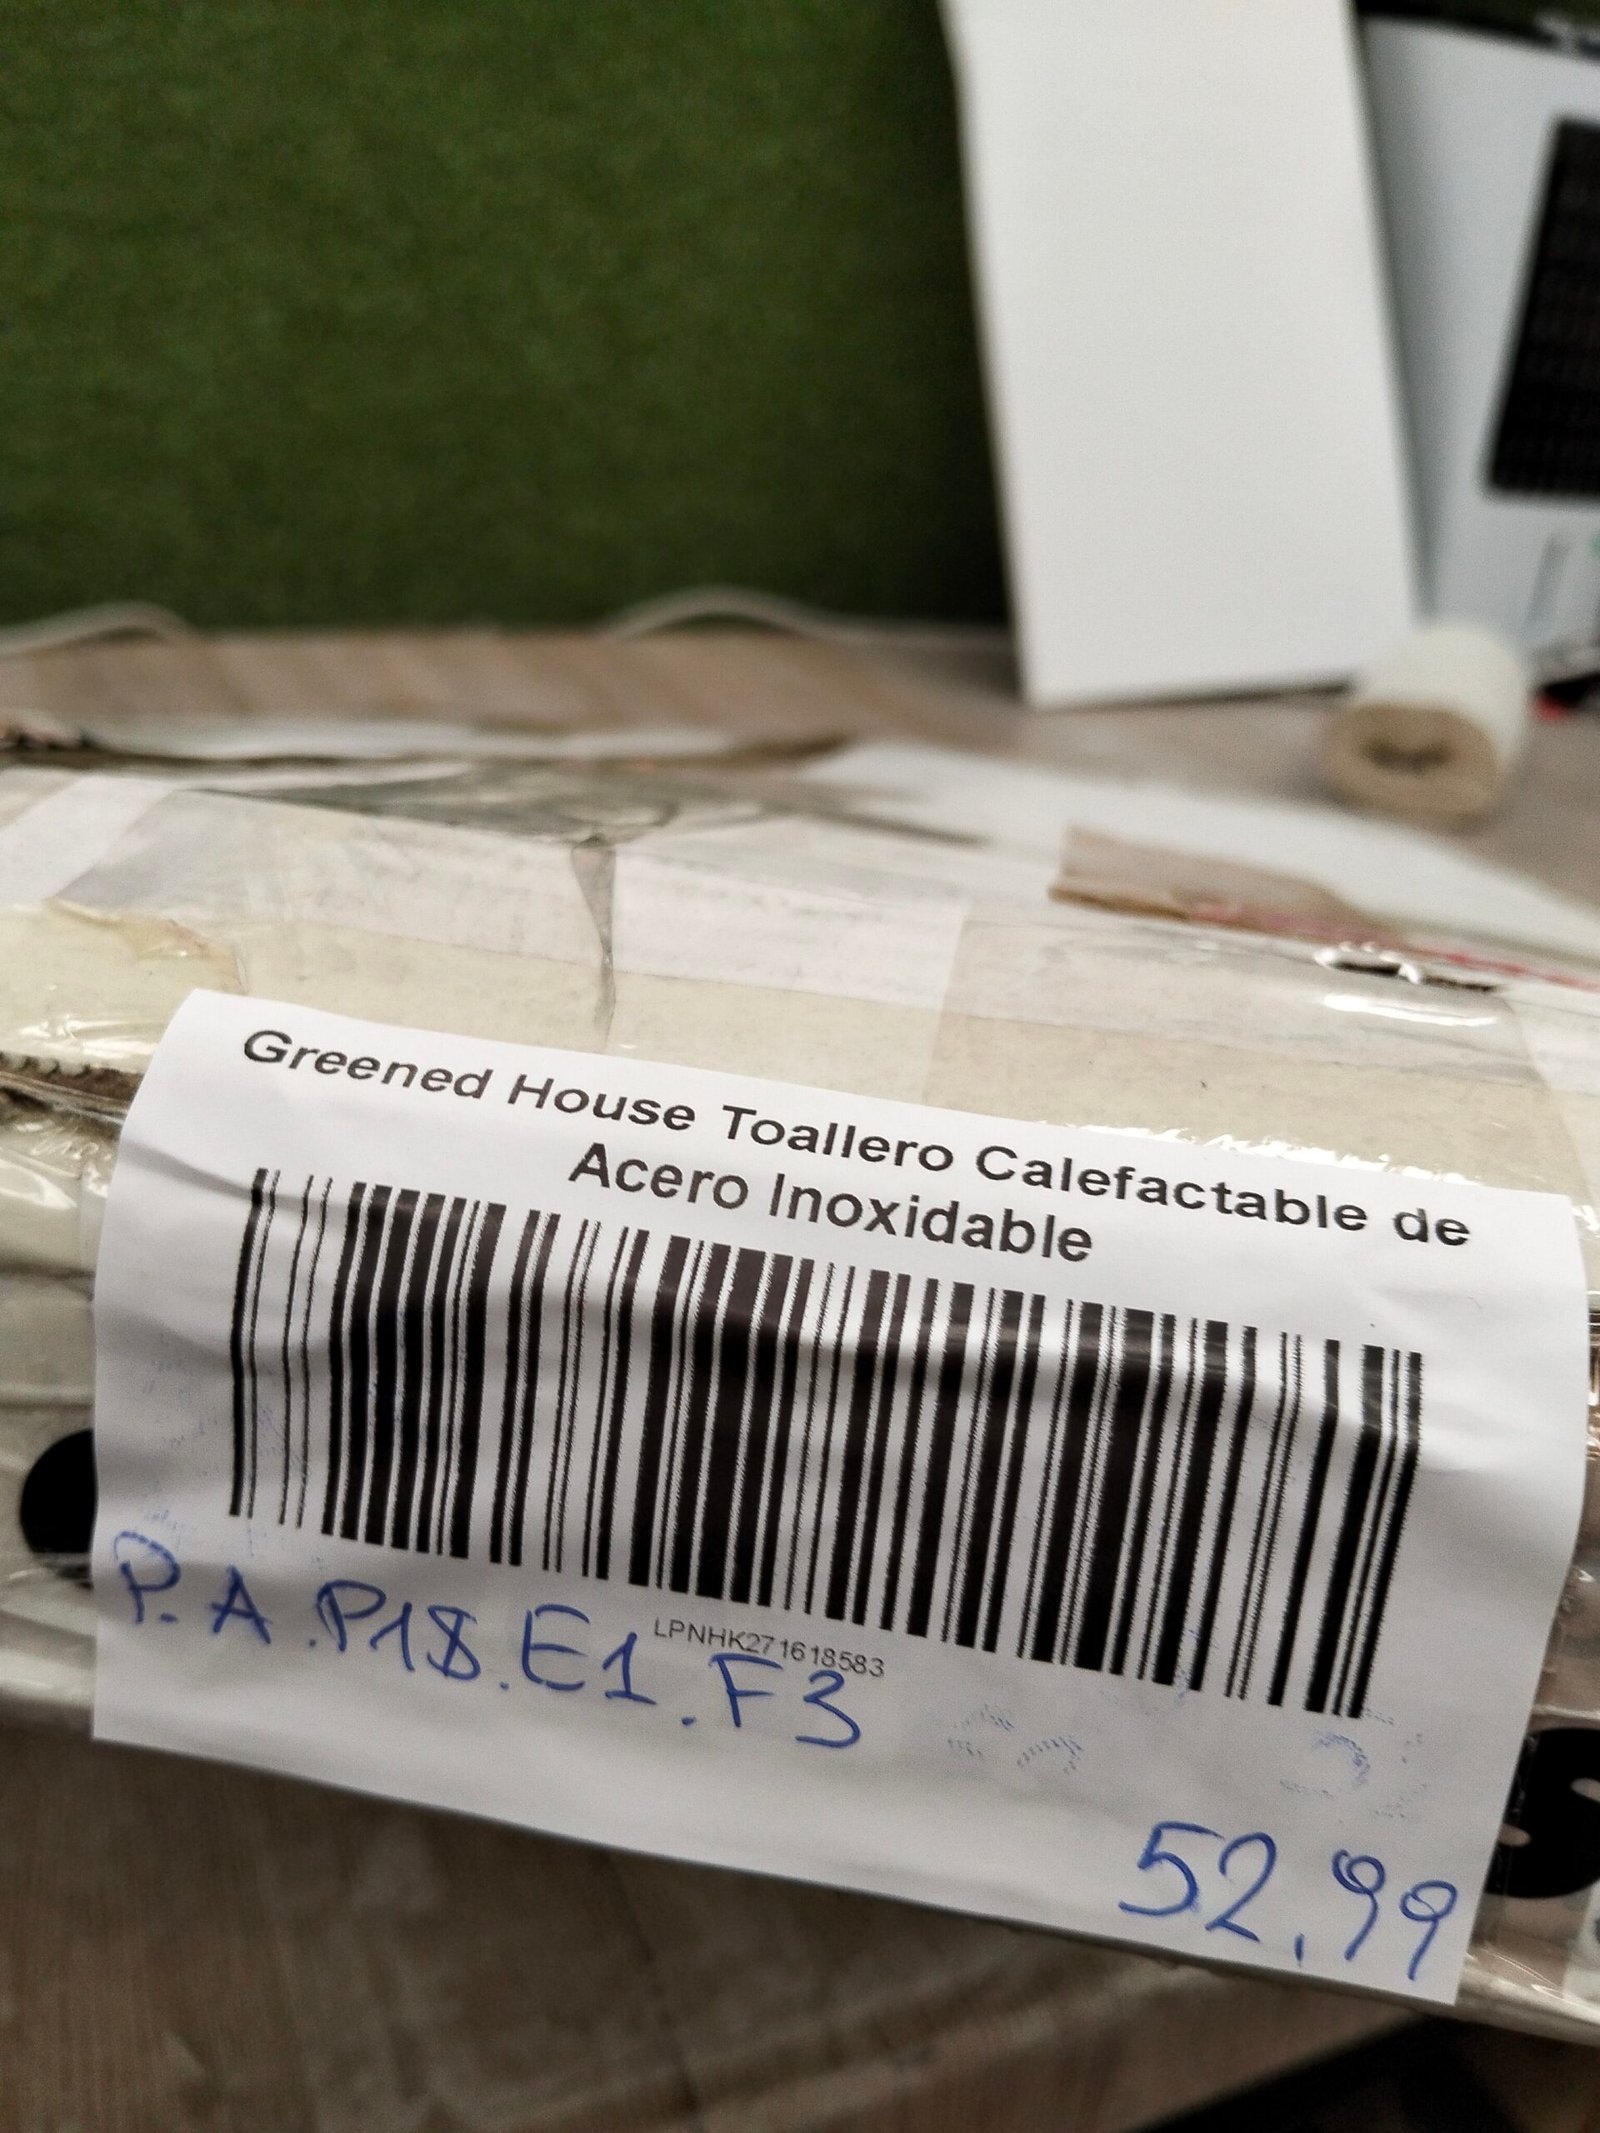 Greened House Toallero Calefactable de
Acero Inoxidable
LPNHK271618583
P.A.P18.E1.F3
52,99